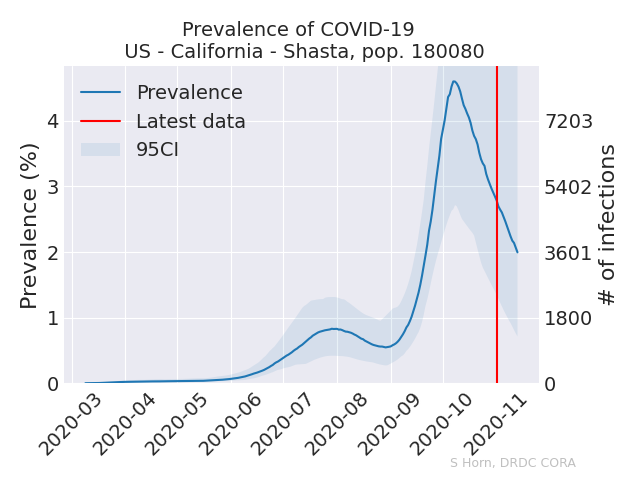 Prevalence of COVID-19
US - California - Shasta, pop. 180080
Prevalence
Latest data
95CI
Prevalence (%)
4
3
2
1
0
7203
5402
3601
1800
0
# of infections
2020-03
2020-04
2020-05
2020-06
2020-07
2020-08
2020-09
2020-10
2020-11
S Horn, DRDC CORA